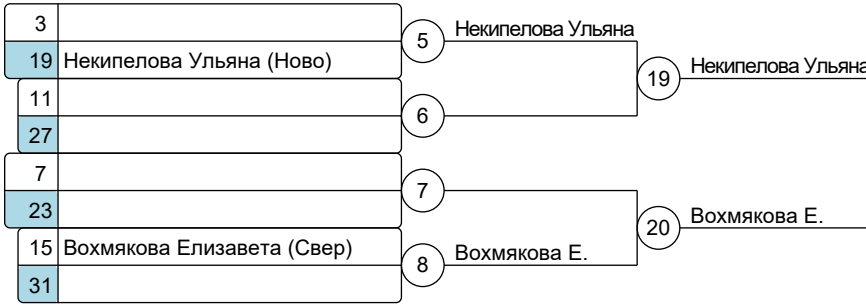 3
5 Некипелова Ульяна
19 Некипелова Ульяна (Ново)
19 Некипелова Ульяна
11
6
27
7
7
23
20 Вохмякова Е.
15 Вохмякова Елизавета (Свер)
8 Вохмякова Е.
31